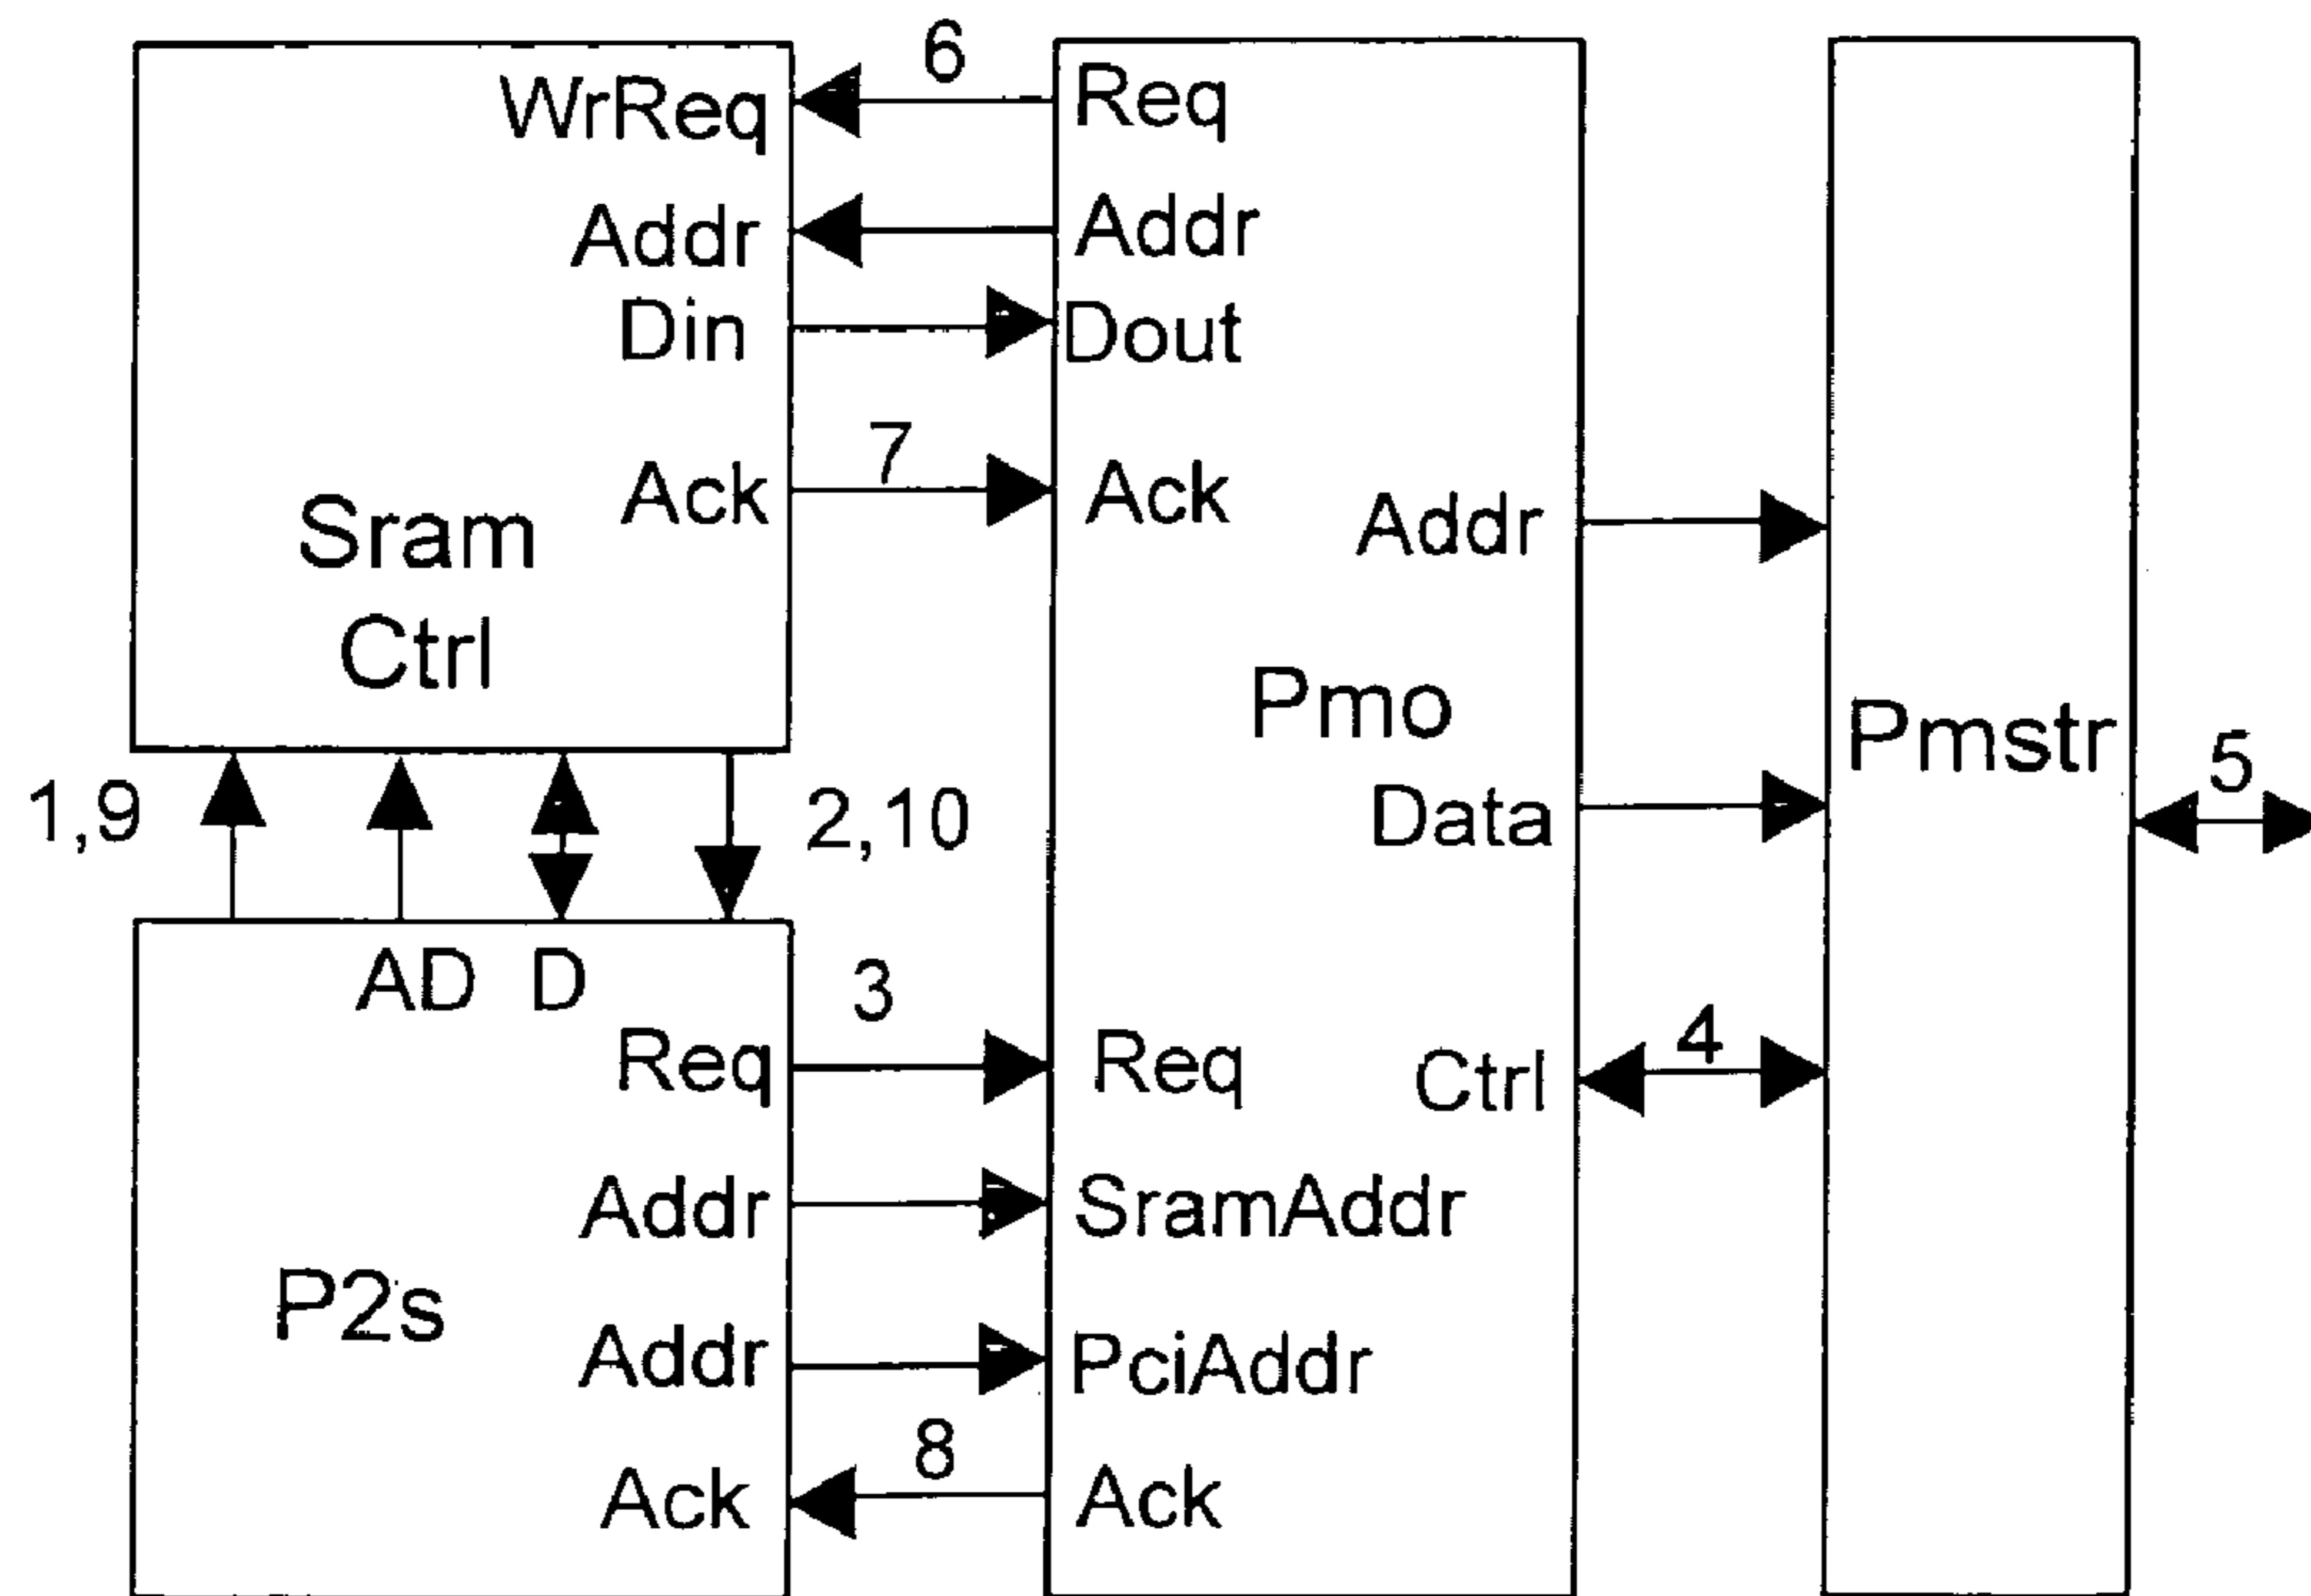 6
WrReq Req
Addr Addr
Din Dout
7
Ack Ack Addr
Sram
Ctrl
Pmo
Pmstr
5
1,9 2,10 Data
AD D 3
Req Req Ctrl 4
Addr SramAddr
P2s
Addr PciAddr
8
Ack Ack